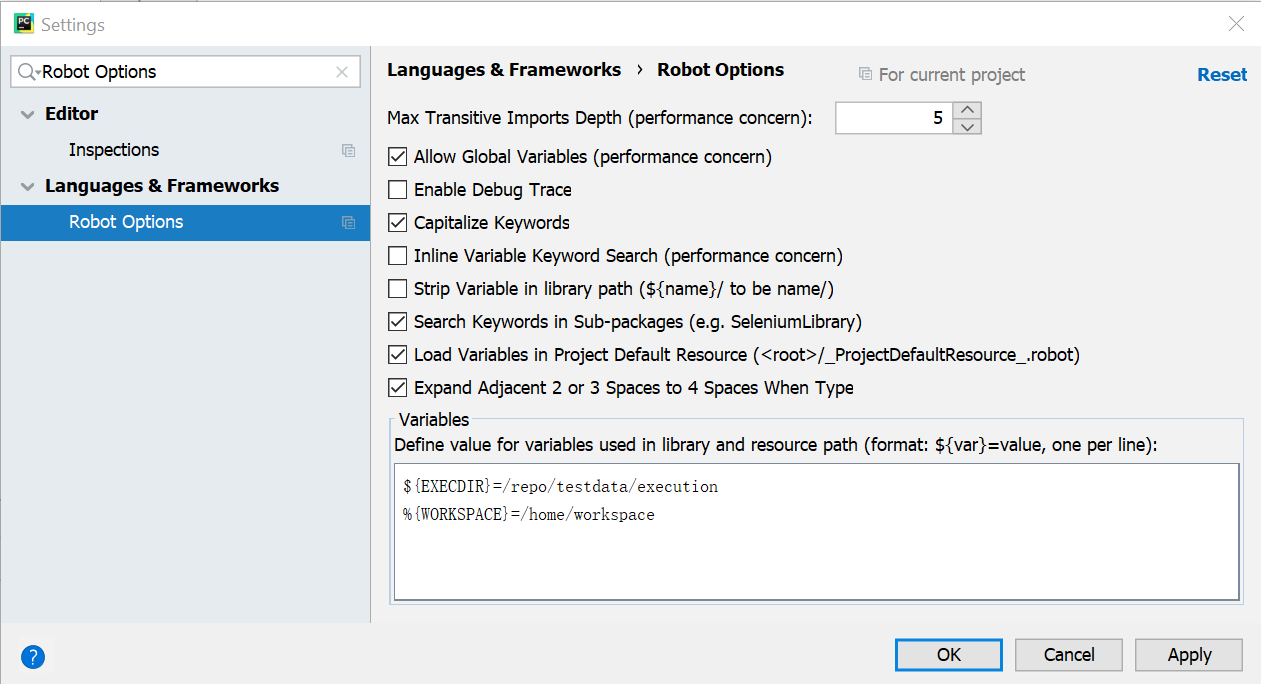 PC
Settings
Robot Options
Editor
Inspections
Languages & Frameworks
Robot Options
Languages & Frameworks › Robot Options
For current project
Reset
Max Transitive Imports Depth (performance concern):
5
Allow Global Variables (performance concern)
Enable Debug Trace
Capitalize Keywords
Inline Variable Keyword Search (performance concern)
Strip Variable in library path (${name}/ to be name/)
Search Keywords in Sub-packages (e.g. SeleniumLibrary)
Load Variables in Project Default Resource (<root>/_ProjectDefaultResource_.robot)
Expand Adjacent 2 or 3 Spaces to 4 Spaces When Type
Variables
Define value for variables used in library and resource path (format: ${var}=value, one per line):
${EXECDIR}=/repo/testdata/execution
%{WORKSPACE}=/home/workspace
?
OK
Cancel
Apply